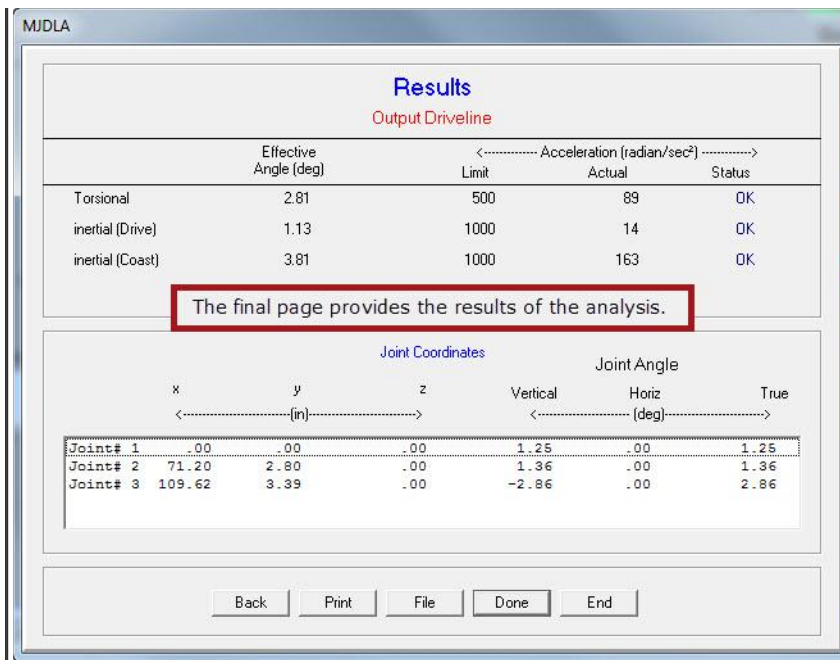 MJDLA
Results
Output Driveline
Effective Angle (deg) <------------- Acceleration (radian/sec²) ------------>
Limit Actual Status
Torsional 2.81 500 89 OK
inertial (Drive) 1.13 1000 14 OK
inertial (Coast) 3.81 1000 163 OK
The final page provides the results of the analysis.
Joint Coordinates
Joint Angle
x y z Vertical Horiz True
<--------------------------(in)--------------------------> <---------------------- (deg)---------------------->
Joint# 1 .00 .00 .00 1.25 .00 1.25
Joint# 2 71.20 2.80 .00 1.36 .00 1.36
Joint# 3 109.62 3.39 .00 -2.86 .00 2.86
Back Print File Done End